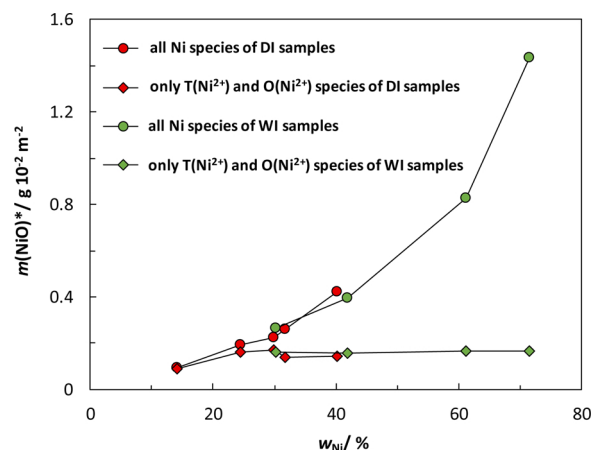 1.6
1.2
0.8
0.4
0
m(NiO)*/ g 10⁻² m⁻²
all Ni species of DI samples
only T(Ni²⁺) and O(Ni²⁺) species of DI samples
all Ni species of WI samples
only T(Ni²⁺) and O(Ni²⁺) species of WI samples
0 20 40 60 80
wNi/ %